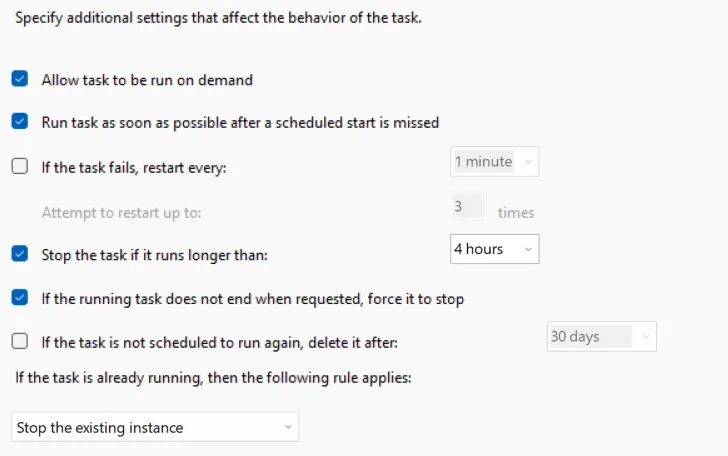 Specify additional settings that affect the behavior of the task.
Allow task to be run on demand
Run task as soon as possible after a scheduled start is missed
If the task fails, restart every: 1 minute
Attempt to restart up to: 3 times
Stop the task if it runs longer than: 4 hours
If the running task does not end when requested, force it to stop
If the task is not scheduled to run again, delete it after: 30 days
If the task is already running, then the following rule applies:
Stop the existing instance